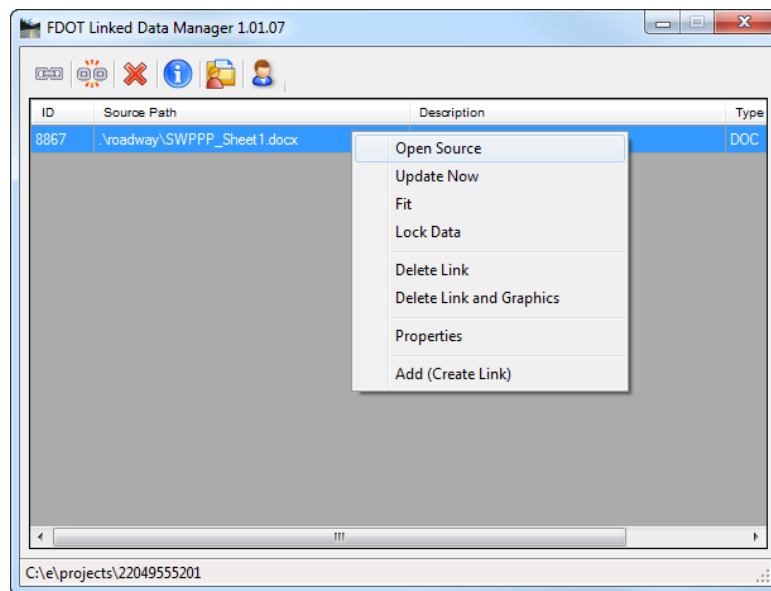 FDOT Linked Data Manager 1.01.07
ID Source Path Description Type
8867 .\roadway\SWPPP_Sheet1.docx DOC
Open Source
Update Now
Fit
Lock Data
Delete Link
Delete Link and Graphics
Properties
Add (Create Link)
C:\e\projects\22049555201